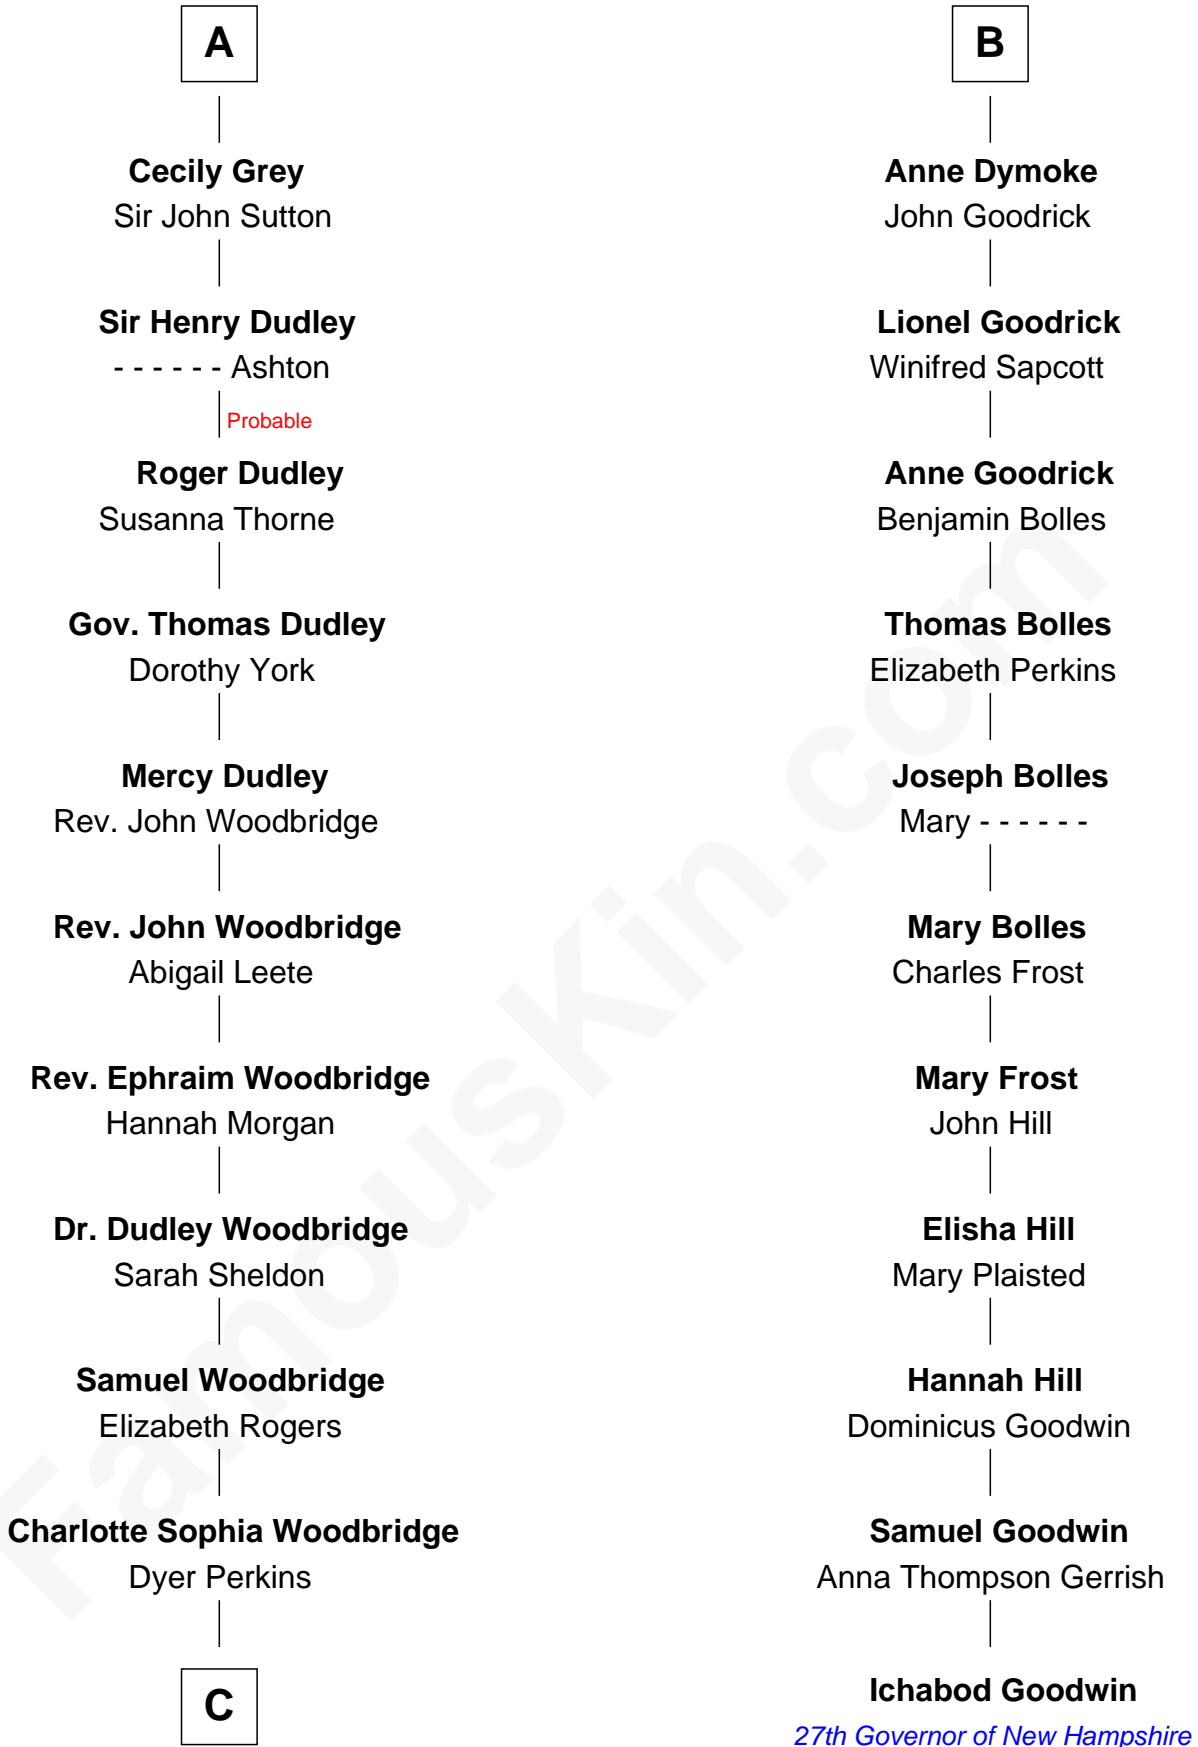 A
Cecily Grey
Sir John Sutton
Sir Henry Dudley
- - - - - - Ashton
Probable
Roger Dudley
Susanna Thorne
Gov. Thomas Dudley
Dorothy York
Mercy Dudley
Rev. John Woodbridge
Rev. John Woodbridge
Abigail Leete
Rev. Ephraim Woodbridge
Hannah Morgan
Dr. Dudley Woodbridge
Sarah Sheldon
Samuel Woodbridge
Elizabeth Rogers
Charlotte Sophia Woodbridge
Dyer Perkins
C
B
Anne Dymoke
John Goodrick
Lionel Goodrick
Winifred Sapcott
Anne Goodrick
Benjamin Bolles
Thomas Bolles
Elizabeth Perkins
Joseph Bolles
Mary - - - - - -
Mary Bolles
Charles Frost
Mary Frost
John Hill
Elisha Hill
Mary Plaisted
Hannah Hill
Dominicus Goodwin
Samuel Goodwin
Anna Thompson Gerrish
Ichabod Goodwin
27th Governor of New Hampshire
FamousKin.com